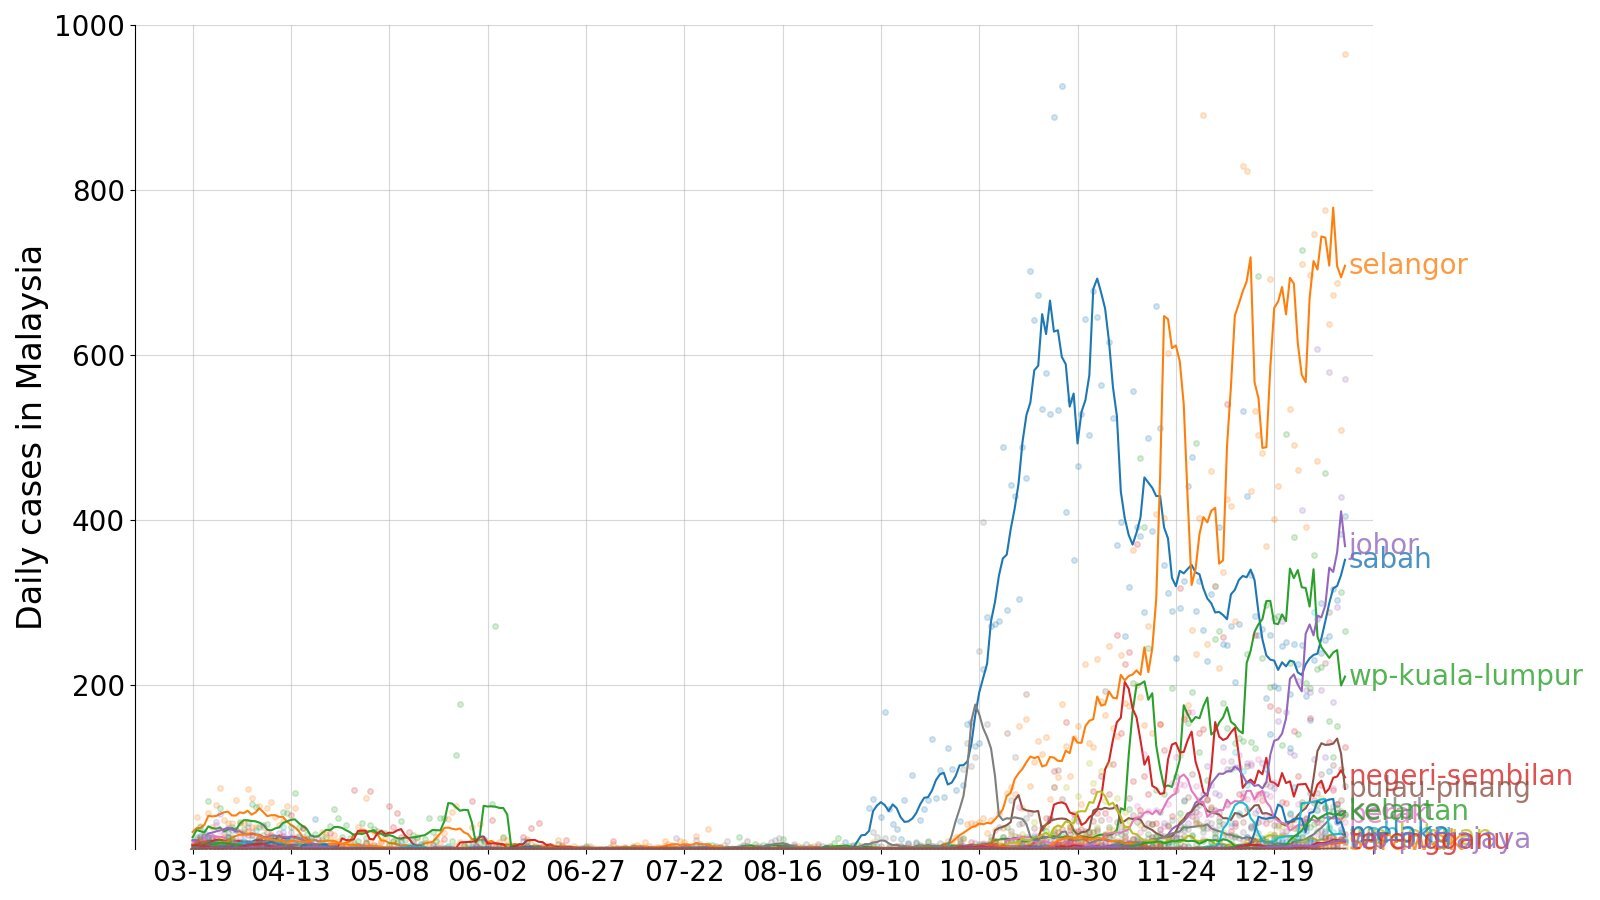 Daily cases in Malaysia
1000
800
600
400
200
03-19 04-13 05-08 06-02 06-27 07-22 08-16 09-10 10-05 10-30 11-24 12-19
selangor
johor
sabah
wp-kuala-lumpur
negeri-sembilan
pulau-pinang
kelantan
melaka
terengganu